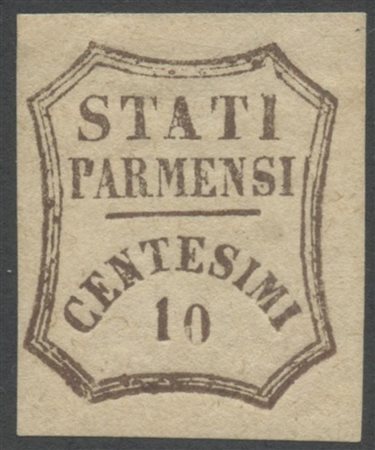 STATI
PARMENSI
CENTESIMI
10